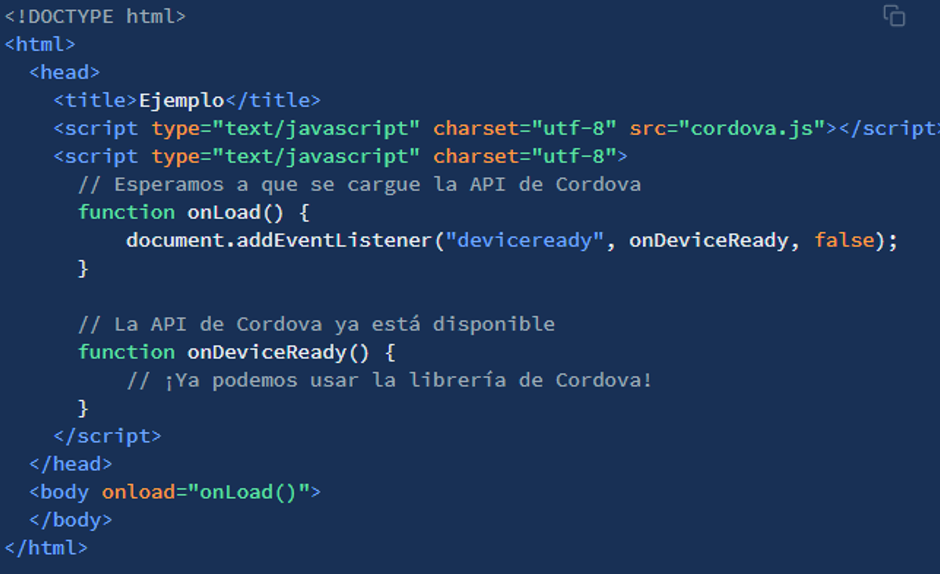 <!DOCTYPE html>
<html>
  <head>
    <title>Ejemplo</title>
    <script type="text/javascript" charset="utf-8" src="cordova.js"></script>
    <script type="text/javascript" charset="utf-8">
      // Esperamos a que se cargue la API de Cordova
      function onLoad() {
          document.addEventListener("deviceready", onDeviceReady, false);
      }

      // La API de Cordova ya está disponible
      function onDeviceReady() {
          // ¡Ya podemos usar la librería de Cordova!
      }
    </script>
  </head>
  <body onload="onLoad()">
  </body>
</html>